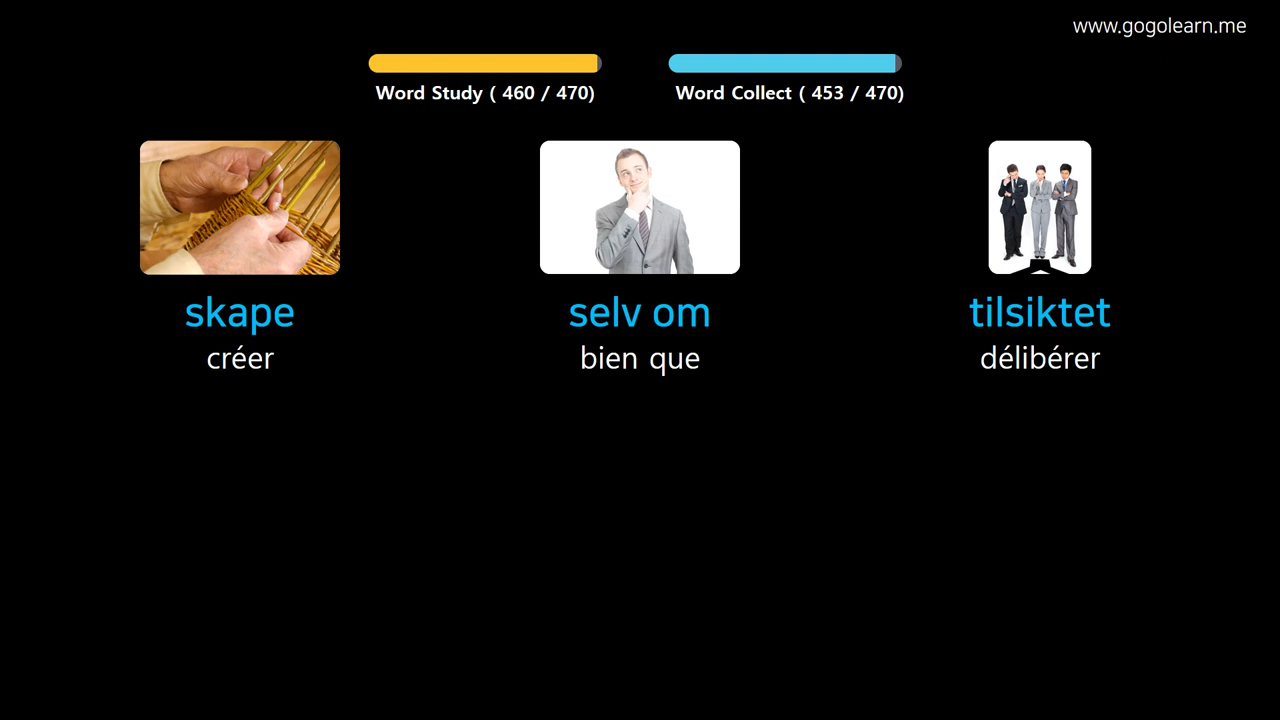 www.gogolearn.me
Word Study ( 460 / 470)
Word Collect ( 453 / 470)
skape
créer
selv om
bien que
tilsiktet
délibérer